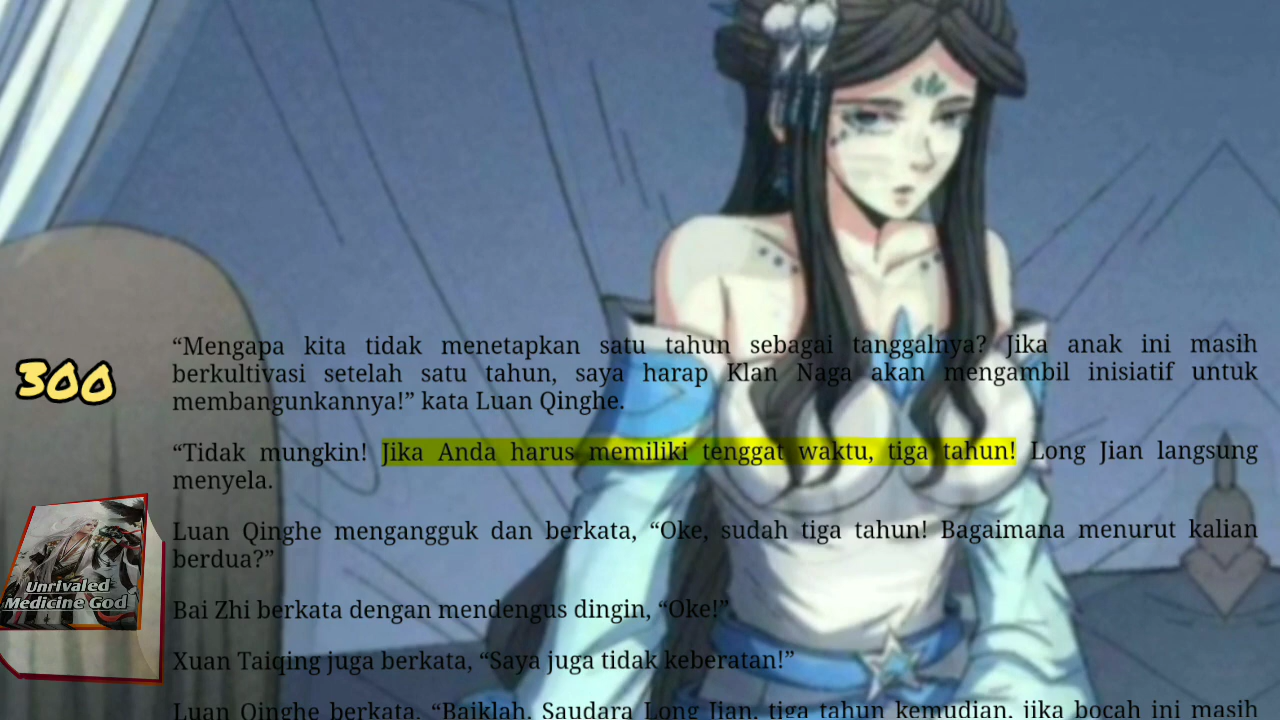 “Mengapa kita tidak menetapkan satu tahun sebagai tanggalnya? Jika anak ini masih
berkultivasi setelah satu tahun, saya harap Klan Naga akan mengambil inisiatif untuk
membangunkannya!” kata Luan Qinghe.
300
“Tidak mungkin! Jika Anda harus memiliki tenggat waktu, tiga tahun! Long Jian langsung
menyela.
Luan Qinghe mengangguk dan berkata, “Oke, sudah tiga tahun! Bagaimana menurut kalian
berdua?”
Unrivaled
Medicine God
Bai Zhi berkata dengan mendengus dingin, “Oke!”
Xuan Taiqing juga berkata, “Saya juga tidak keberatan!”
Luan Qinghe berkata, “Baiklah, Saudara Long Jian, tiga tahun kemudian, jika bocah ini masih